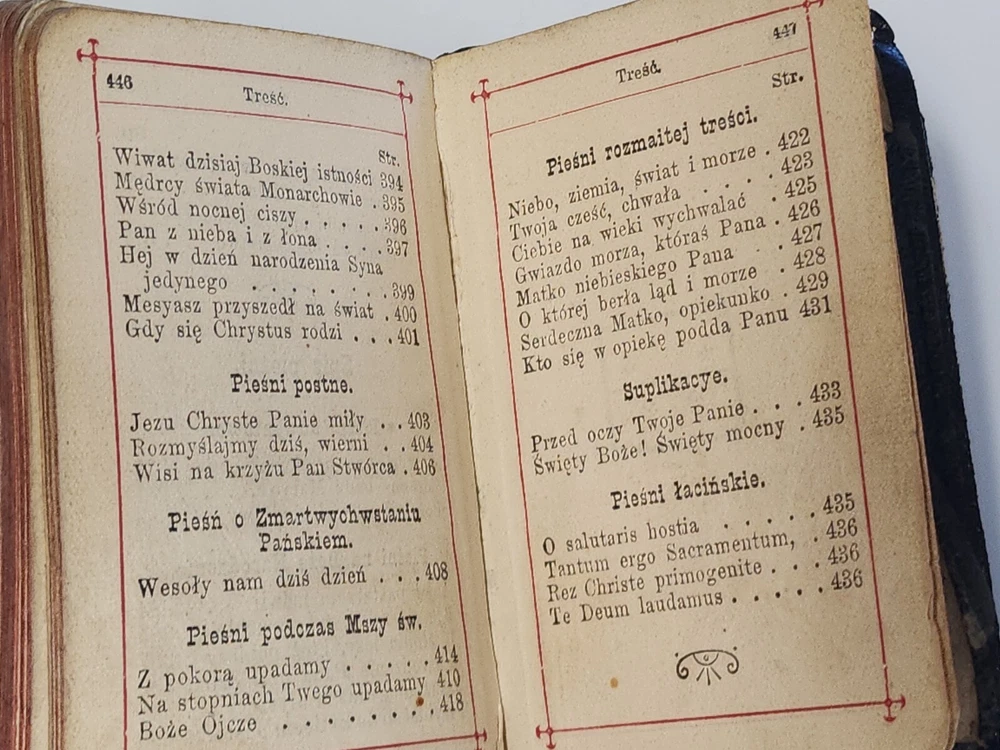 446
Treść.
Str.
Wiwat dzisiaj Boskiej istności 394
Mędrcy świata Monarchowie . 395
Wśród nocnej ciszy . . . . . 396
Pan z nieba i z łona . . . . 397
Hej w dzień narodzenia Syna
jedynego . . . . . . . . 399
Mesyasz przyszedł na świat . 400
Gdy się Chrystus rodzi . . . 401
Pieśni postne.
Jezu Chryste Panie miły . . 403
Rozmyślajmy dziś, wierni . . 404
Wisi na krzyżu Pan Stwórca . 406
Pieśń o Zmartwychwstaniu
Pańskiem.
Wesoły nam dziś dzień . . . 408
Pieśni podczas Mszy św.
Z pokorą upadamy . . . . . 414
Na stopniach Twego upadamy 410
Boże Ojcze . . . . . . . . 418
447
Treść.
Str.
Pieśni rozmaitej treści.
Niebo, ziemia, świat i morze . 422
Twoja cześć, chwała . . . . 423
Ciebie na wieki wychwalać . 425
Gwiazdo morza, któraś Pana . 426
Matko niebieskiego Pana . . 427
O której berła ląd i morze . 428
Serdeczna Matko, opiekunko . 429
Kto się w opiekę podda Panu 431
Suplikacye.
Przed oczy Twoje Panie . . . 433
Święty Boże! Święty mocny . 435
Pieśni łacińskie.
O salutaris hostia . . . . . 435
Tantum ergo Sacramentum, . 436
Rez Christe primogenite . . . 436
Te Deum laudamus . . . . . 436